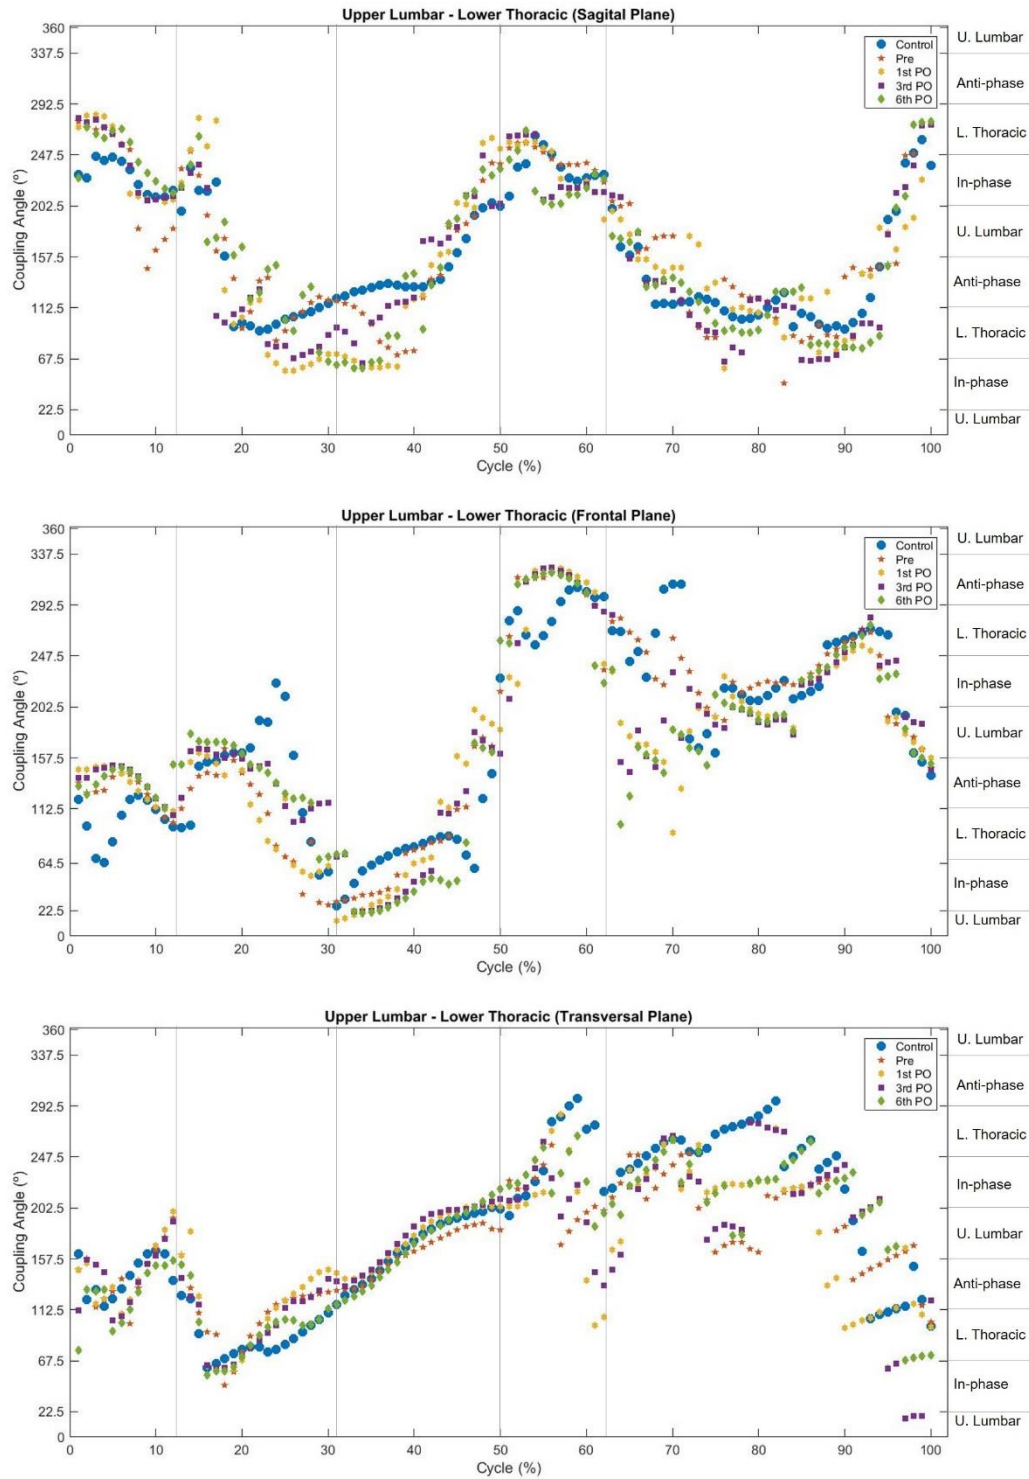 Upper Lumbar - Lower Thoracic (Sagital Plane)
360
337.5
292.5
247.5
202.5
157.5
112.5
67.5
22.5
0
Coupling Angle (º)
Control
Pre
1st PO
3rd PO
6th PO
U. Lumbar
Anti-phase
L. Thoracic
In-phase
U. Lumbar
Anti-phase
L. Thoracic
In-phase
U. Lumbar
0 10 20 30 40 50 60 70 80 90 100
Cycle (%)
Upper Lumbar - Lower Thoracic (Frontal Plane)
360
337.5
292.5
247.5
202.5
157.5
112.5
64.5
22.5
0
Coupling Angle (º)
Control
Pre
1st PO
3rd PO
6th PO
U. Lumbar
Anti-phase
L. Thoracic
In-phase
U. Lumbar
Anti-phase
L. Thoracic
In-phase
U. Lumbar
0 10 20 30 40 50 60 70 80 90 100
Cycle (%)
Upper Lumbar - Lower Thoracic (Transversal Plane)
360
337.5
292.5
247.5
202.5
157.5
112.5
67.5
22.5
0
Coupling Angle (º)
Control
Pre
1st PO
3rd PO
6th PO
U. Lumbar
Anti-phase
L. Thoracic
In-phase
U. Lumbar
Anti-phase
L. Thoracic
In-phase
U. Lumbar
0 10 20 30 40 50 60 70 80 90 100
Cycle (%)